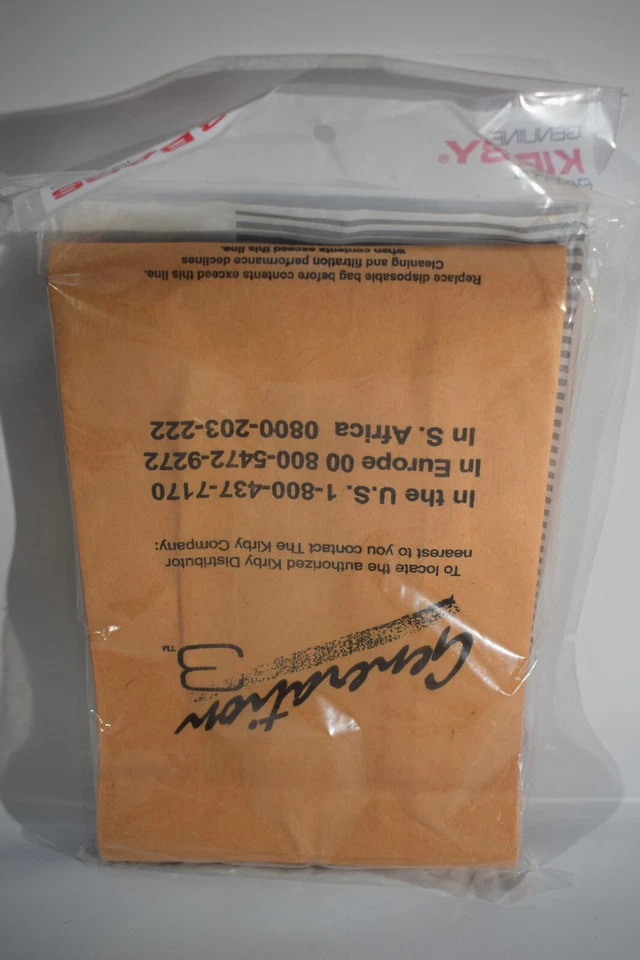 GENUINE
KIRBY®
Generation
3™
To locate the authorized Kirby Distributor
nearest to you contact The Kirby Company:
In the U.S. 1-800-437-7170
In Europe 00 800-5472-9272
In S. Africa 0800-203-222
Replace disposable bag before contents exceed this line.
Cleaning and filtration performance declines
when contents exceed this line.